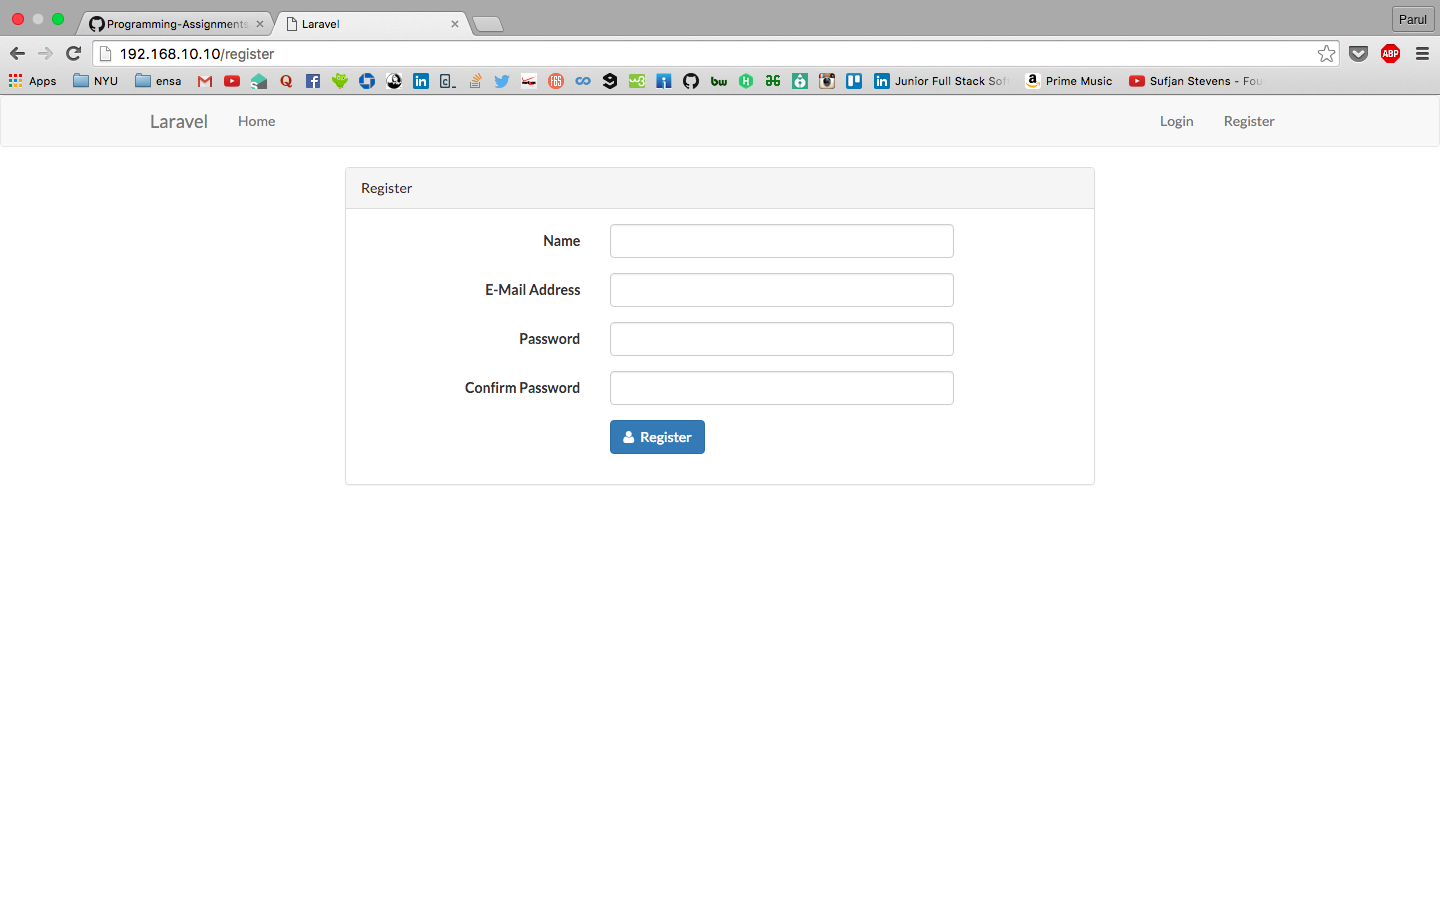 Programming-Assignments
Laravel
Parul
192.168.10.10/register
Apps NYU ensa Junior Full Stack Sof Prime Music Sufjan Stevens - Fou
Laravel Home Login Register
Register
Name
E-Mail Address
Password
Confirm Password
Register